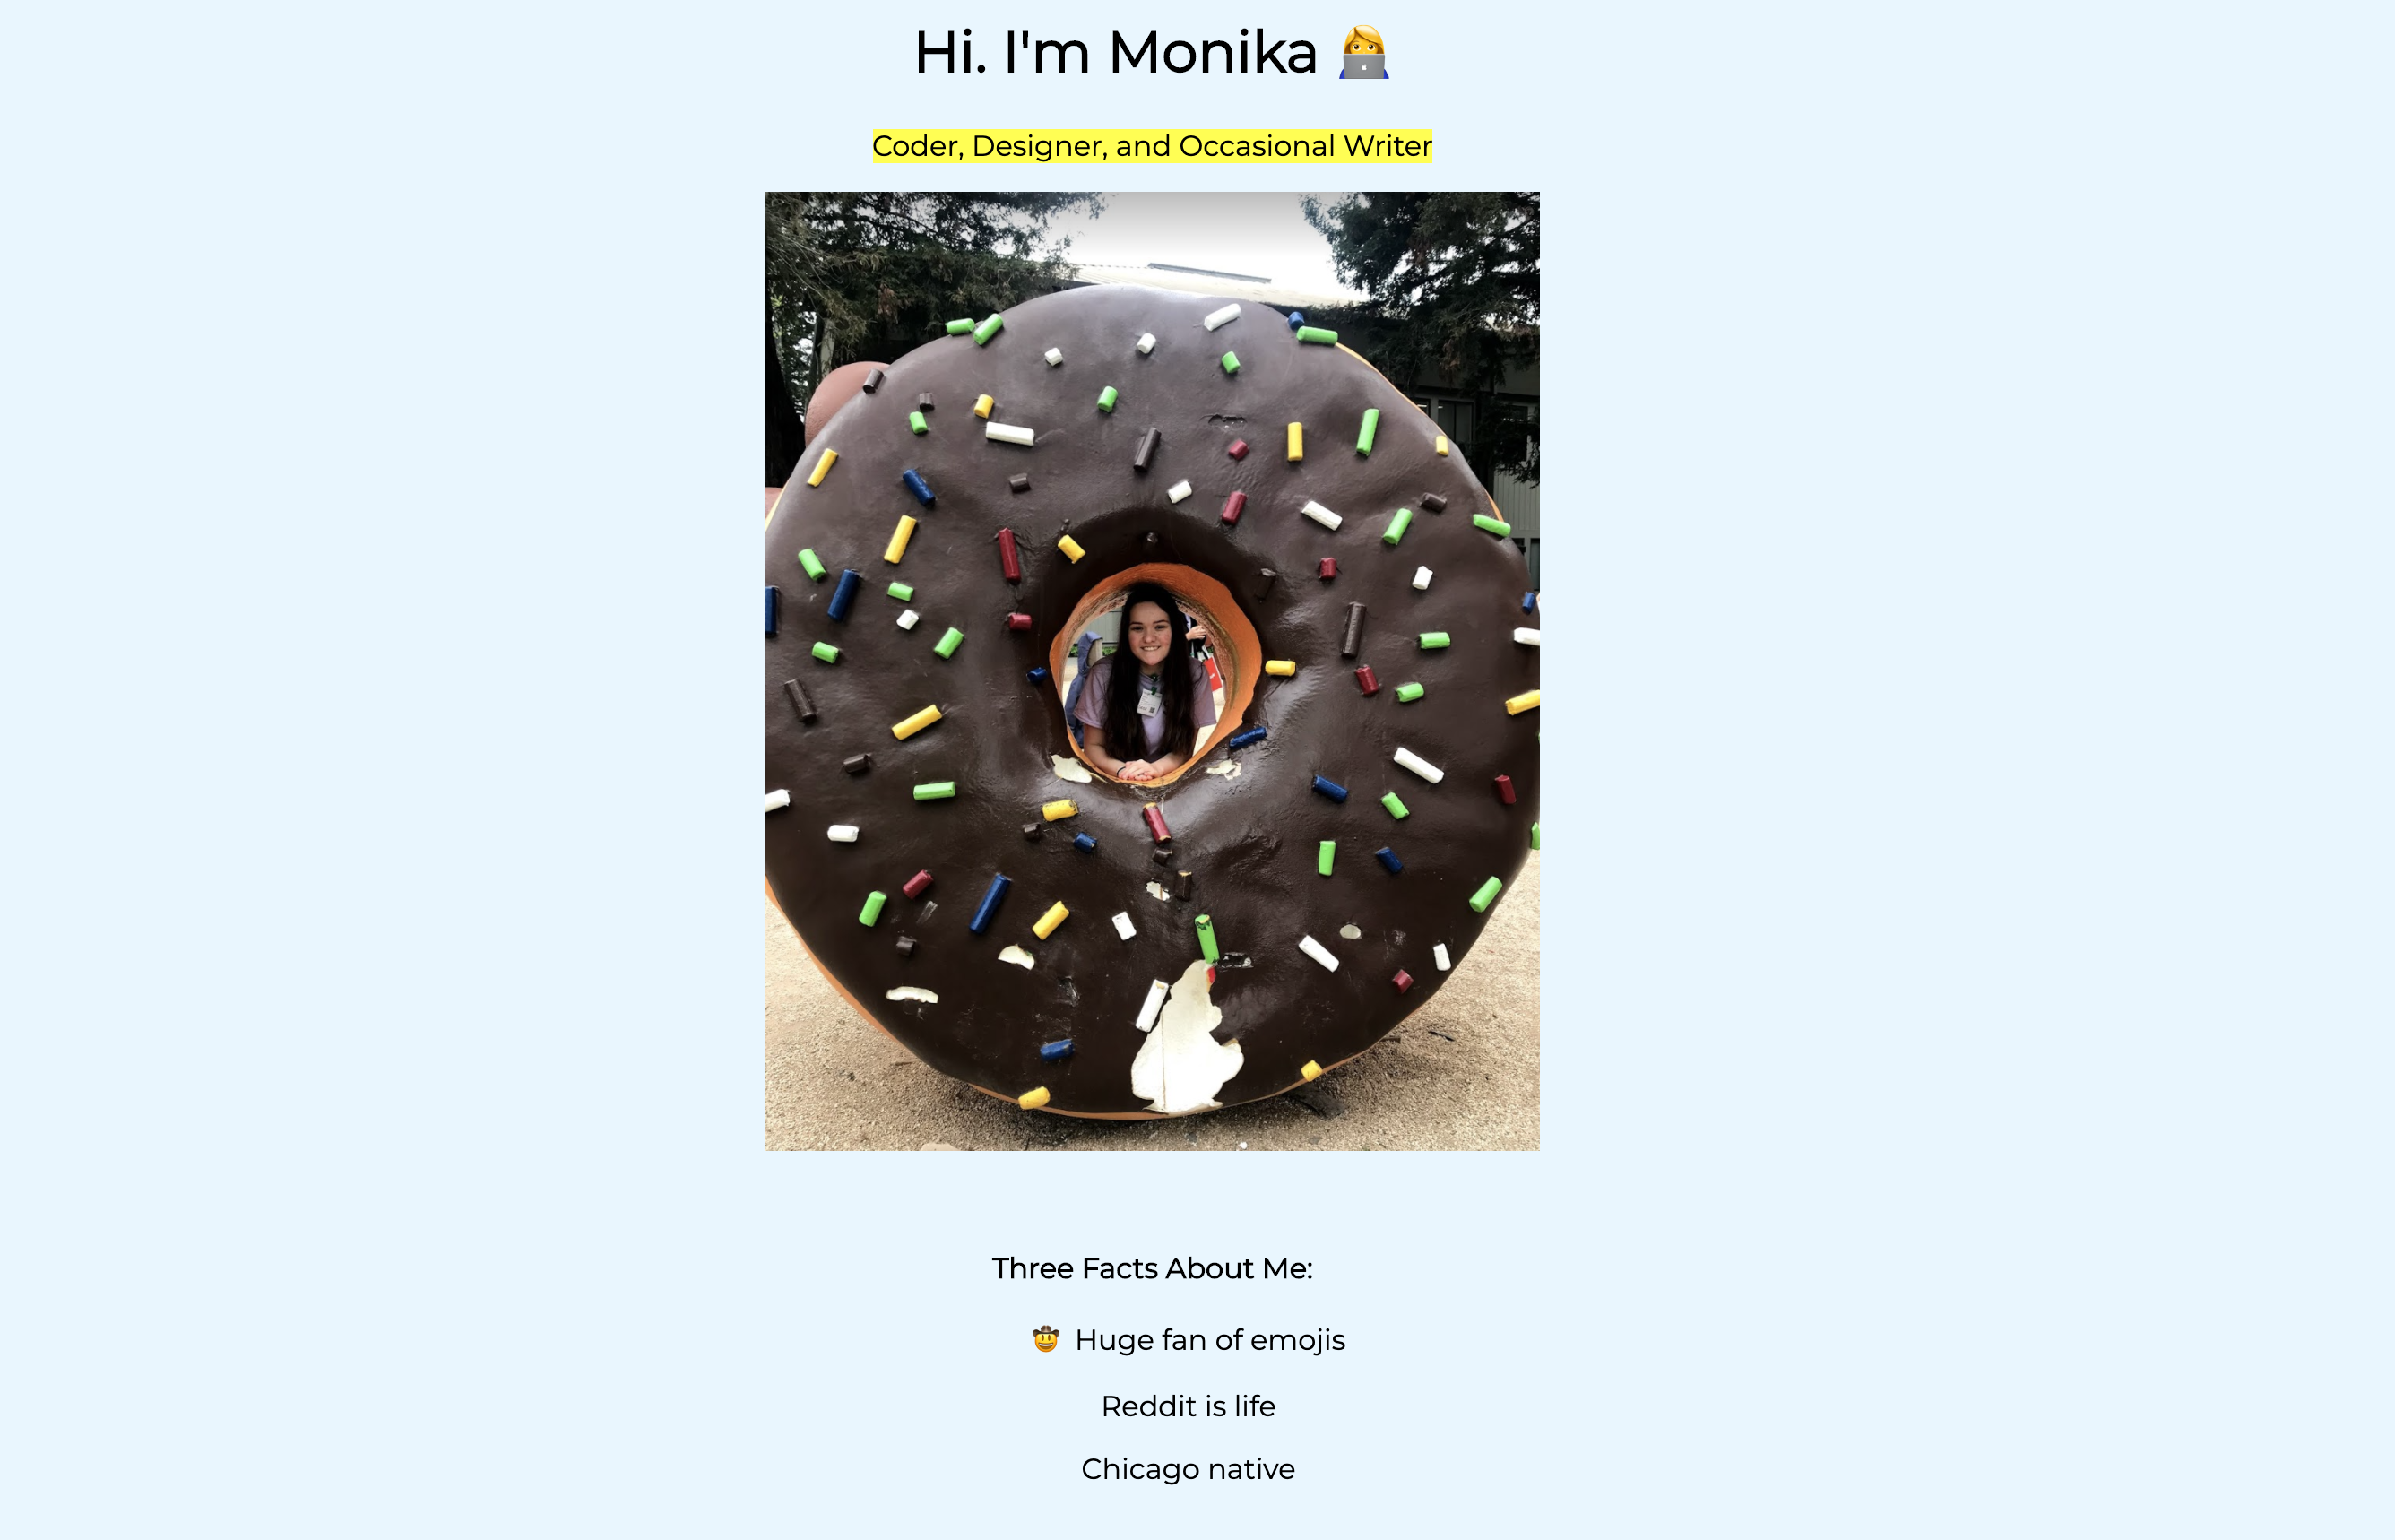 Hi. I'm Monika 👩‍💻
Coder, Designer, and Occasional Writer
Three Facts About Me:
🤠 Huge fan of emojis
Reddit is life
Chicago native